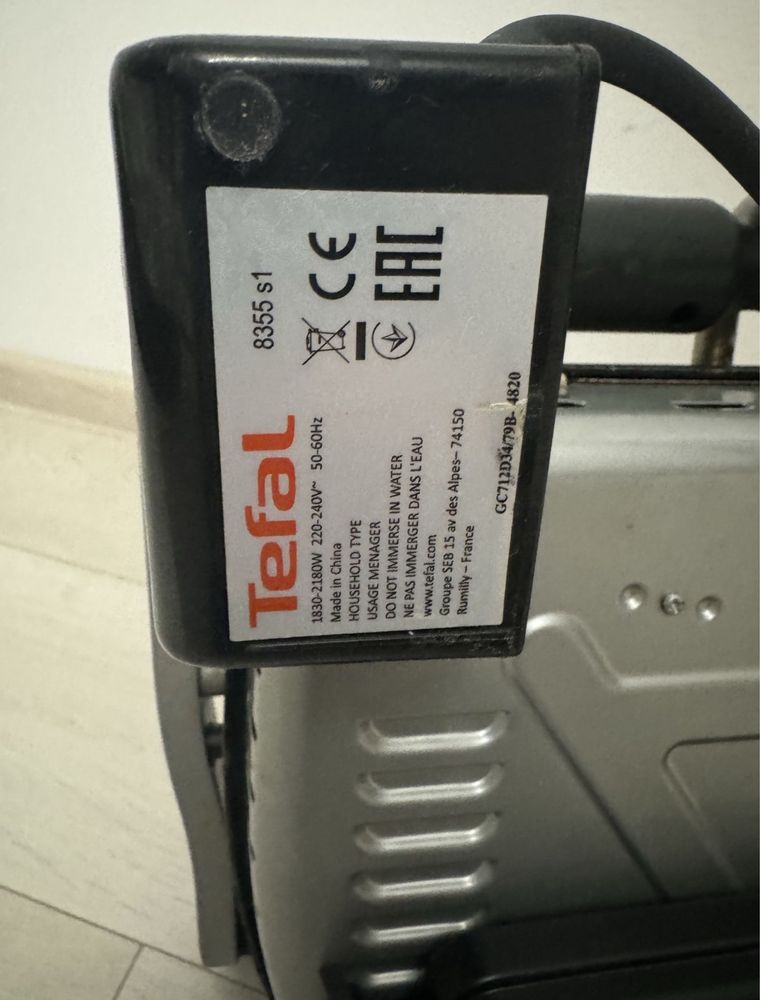 Tefal
8355 s1
1830-2180W 220-240V~ 50-60Hz
Made in China
HOUSEHOLD TYPE
USAGE MENAGER
DO NOT IMMERSE IN WATER
NE PAS IMMERGER DANS L'EAU
www.tefal.com
Groupe SEB 15 av des Alpes– 74150
Rumilly – France
GC712D34/79B- 4820
CE
EAC